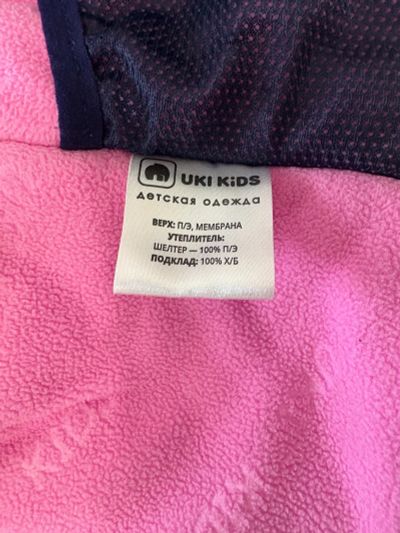 UKI KiDS
детская одежда
ВЕРХ: П/Э, МЕМБРАНА
УТЕПЛИТЕЛЬ:
ШЕЛТЕР — 100% П/Э
ПОДКЛАД: 100% Х/Б